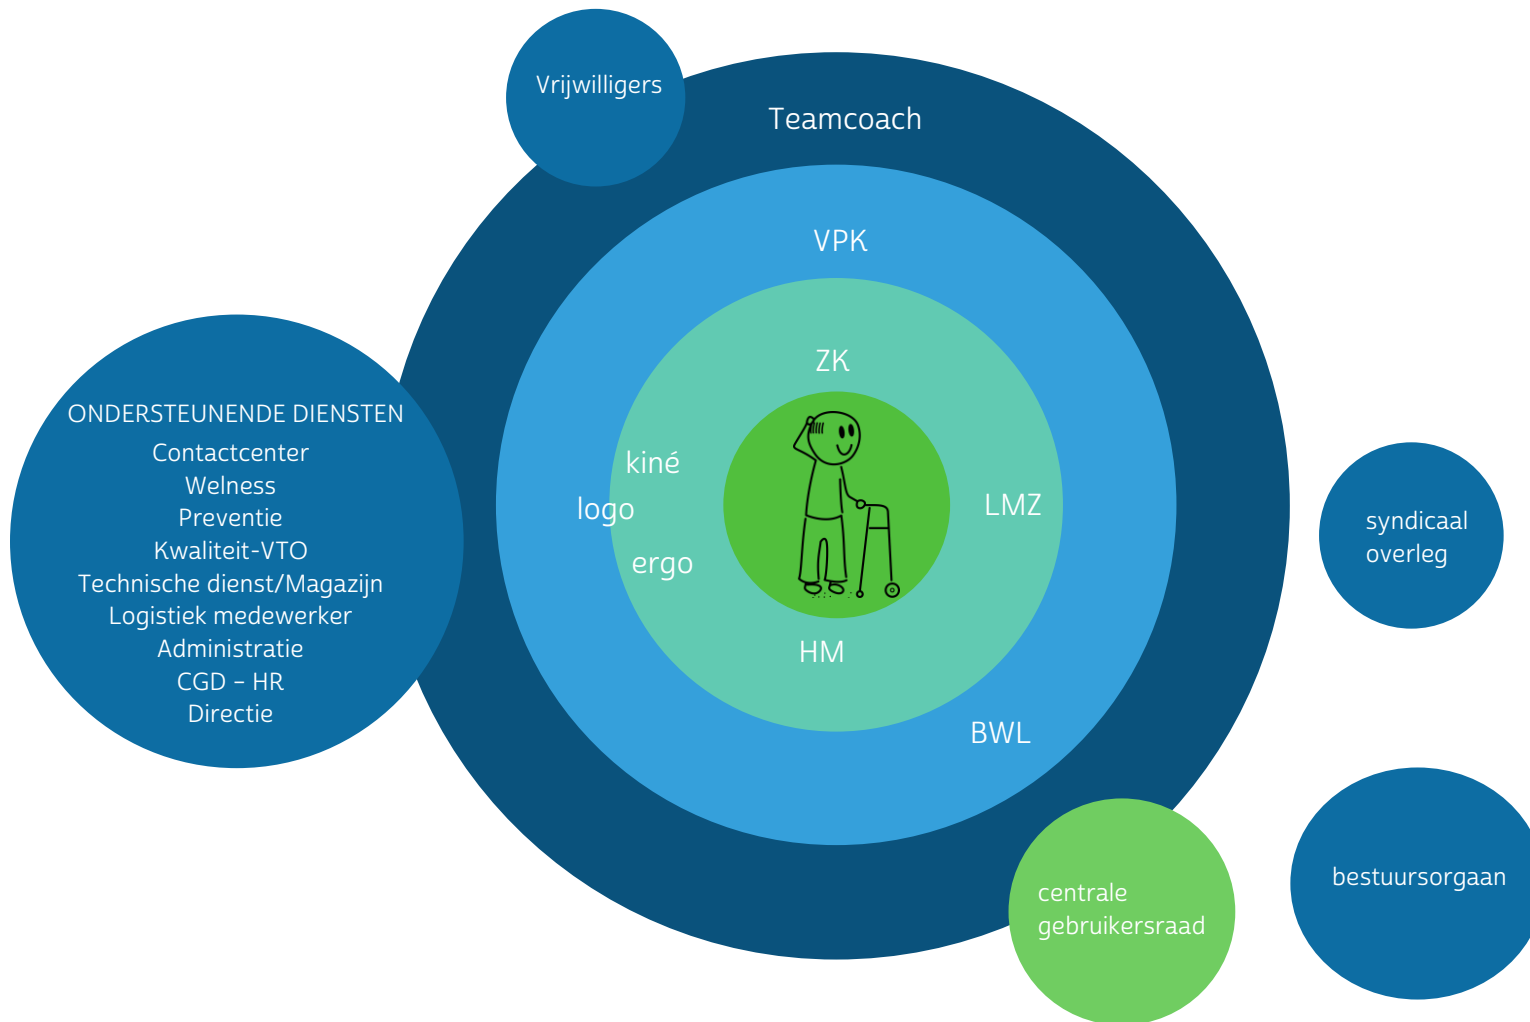 Vrijwilligers
Teamcoach
VPK
ZK
kiné
logo
ergo
LMZ
HM
BWL
ONDERSTEUNENDE DIENSTEN
Contactcenter
Welness
Preventie
Kwaliteit-VTO
Technische dienst/Magazijn
Logistiek medewerker
Administratie
CGD – HR
Directie
syndicaal
overleg
centrale
gebruikersraad
bestuursorgaan